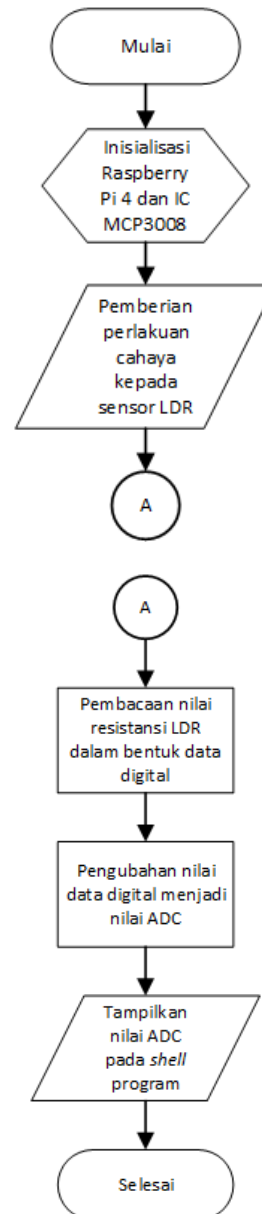 Mulai
Inisialisasi
Raspberry
Pi 4 dan IC
MCP3008
Pemberian
perlakuan
cahaya
kepada
sensor LDR
A
A
Pembacaan nilai
resistansi LDR
dalam bentuk data
digital
Pengubahan nilai
data digital menjadi
nilai ADC
Tampilkan
nilai ADC
pada shell
program
Selesai